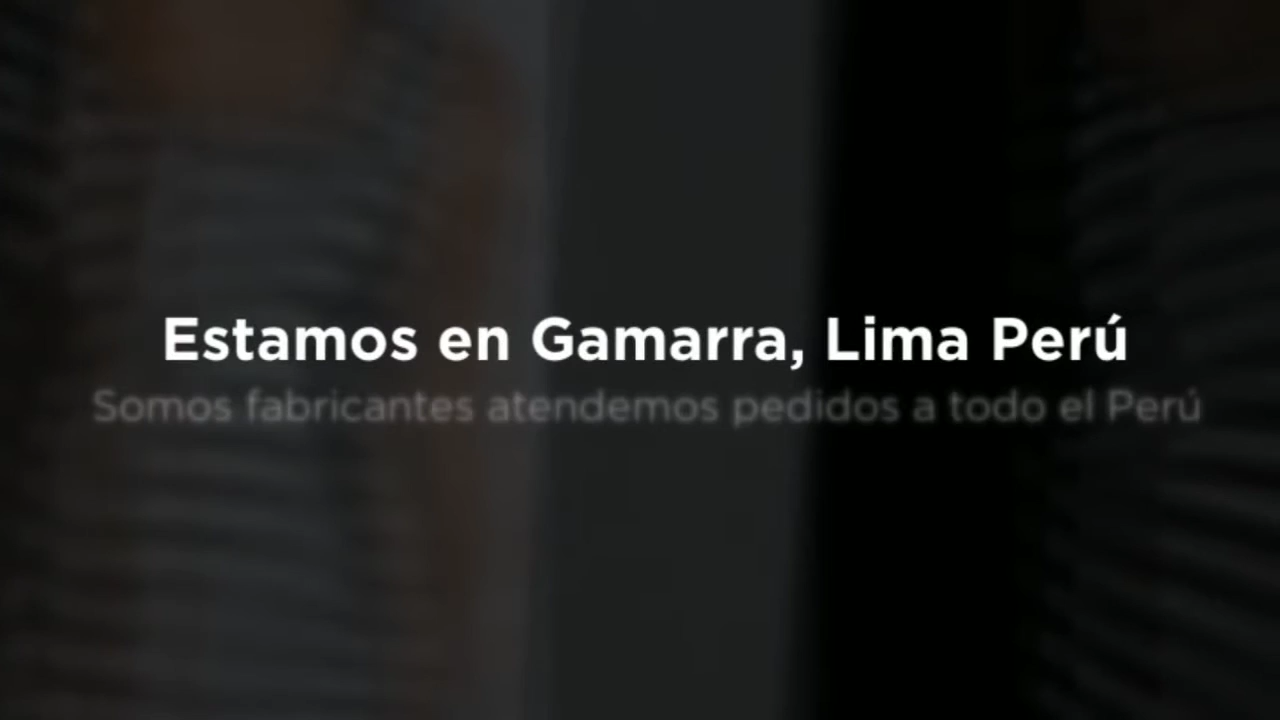 Estamos en Gamarra, Lima Perú
Somos fabricantes atendemos pedidos a todo el Perú